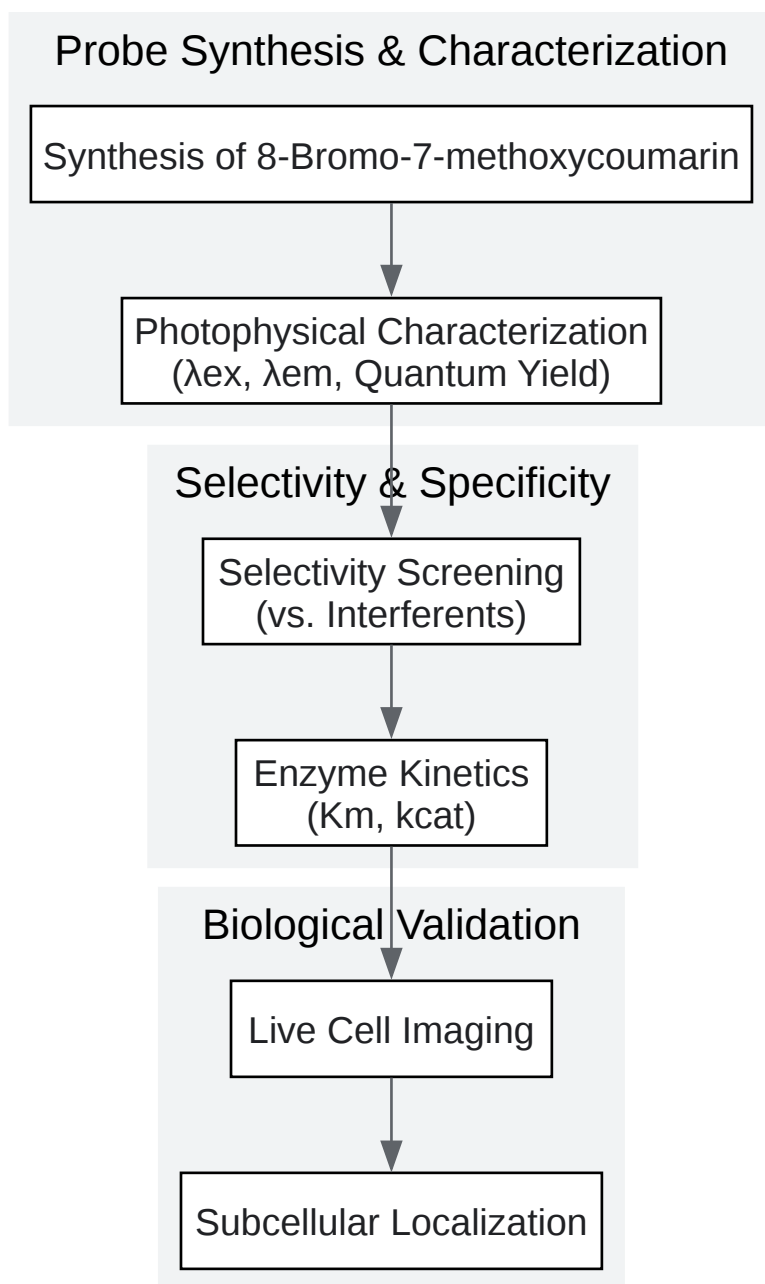 Probe Synthesis & Characterization
Synthesis of 8-Bromo-7-methoxycoumarin
Photophysical Characterization
(λex, λem, Quantum Yield)
Selectivity & Specificity
Selectivity Screening
(vs. Interferents)
Enzyme Kinetics
(Km, kcat)
Biological Validation
Live Cell Imaging
Subcellular Localization